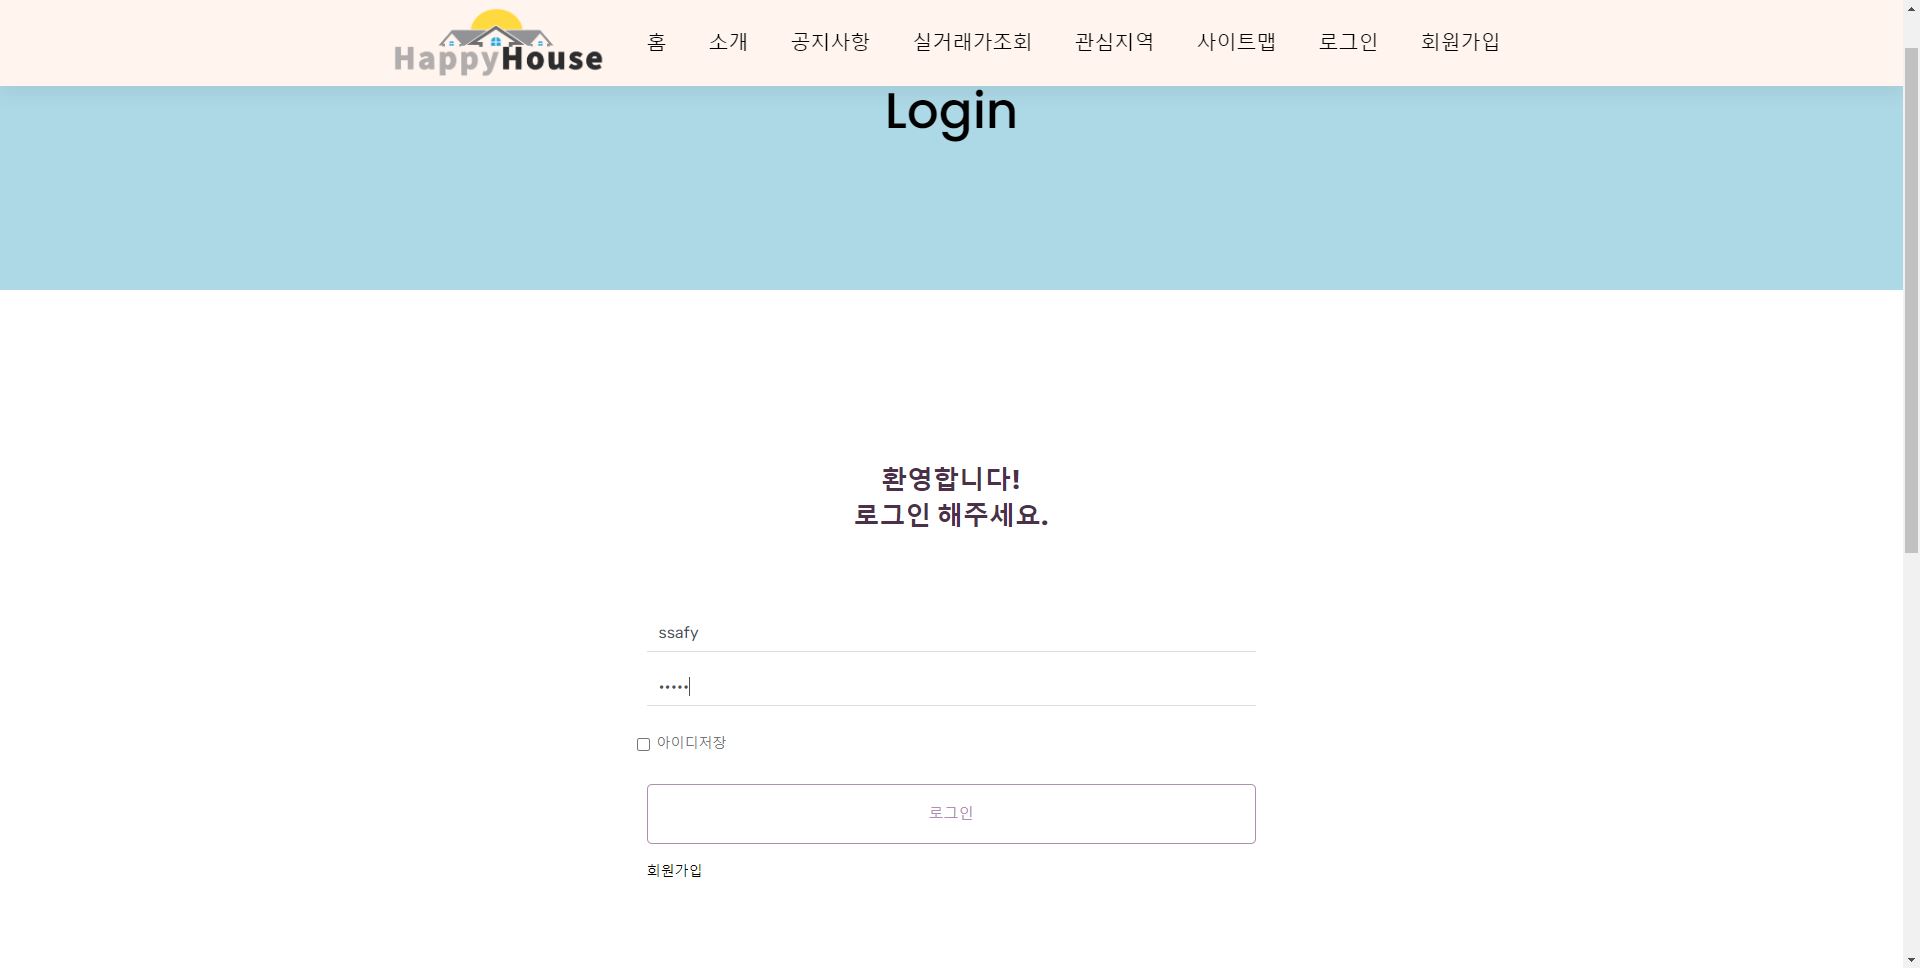 HappyHouse
홈 소개 공지사항 실거래가조회 관심지역 사이트맵 로그인 회원가입
Login
환영합니다!
로그인 해주세요.
ssafy
•••••
아이디저장
로그인
회원가입